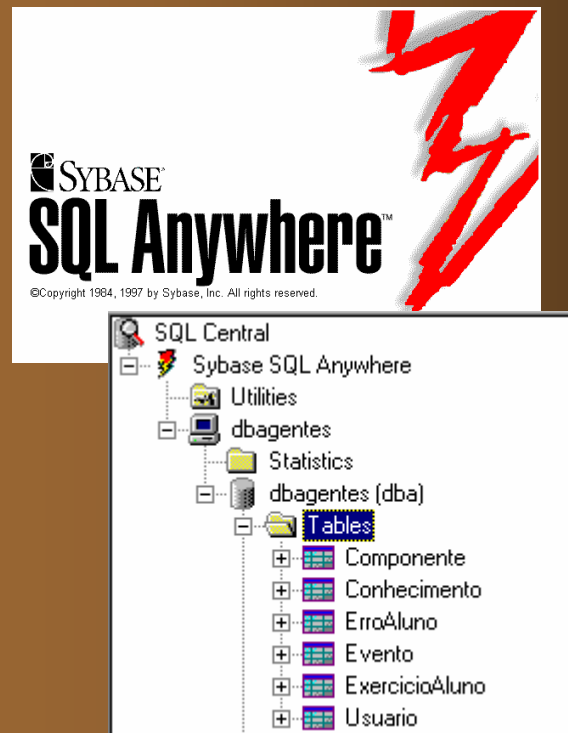 SYBASE
SQL Anywhere™
©Copyright 1984, 1997 by Sybase, Inc. All rights reserved.
SQL Central
Sybase SQL Anywhere
Utilities
dbagentes
Statistics
dbagentes (dba)
Tables
Componente
Conhecimento
ErroAluno
Evento
ExercicioAluno
Usuario